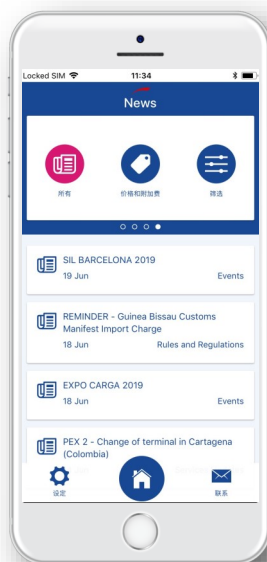 Locked SIM 11:34
News
所有 价格和附加费 筛选
SIL BARCELONA 2019
19 Jun Events
REMINDER - Guinea Bissau Customs
Manifest Import Charge
18 Jun Rules and Regulations
EXPO CARGA 2019
18 Jun Events
PEX 2 - Change of terminal in Cartagena
(Colombia)
设定 联系